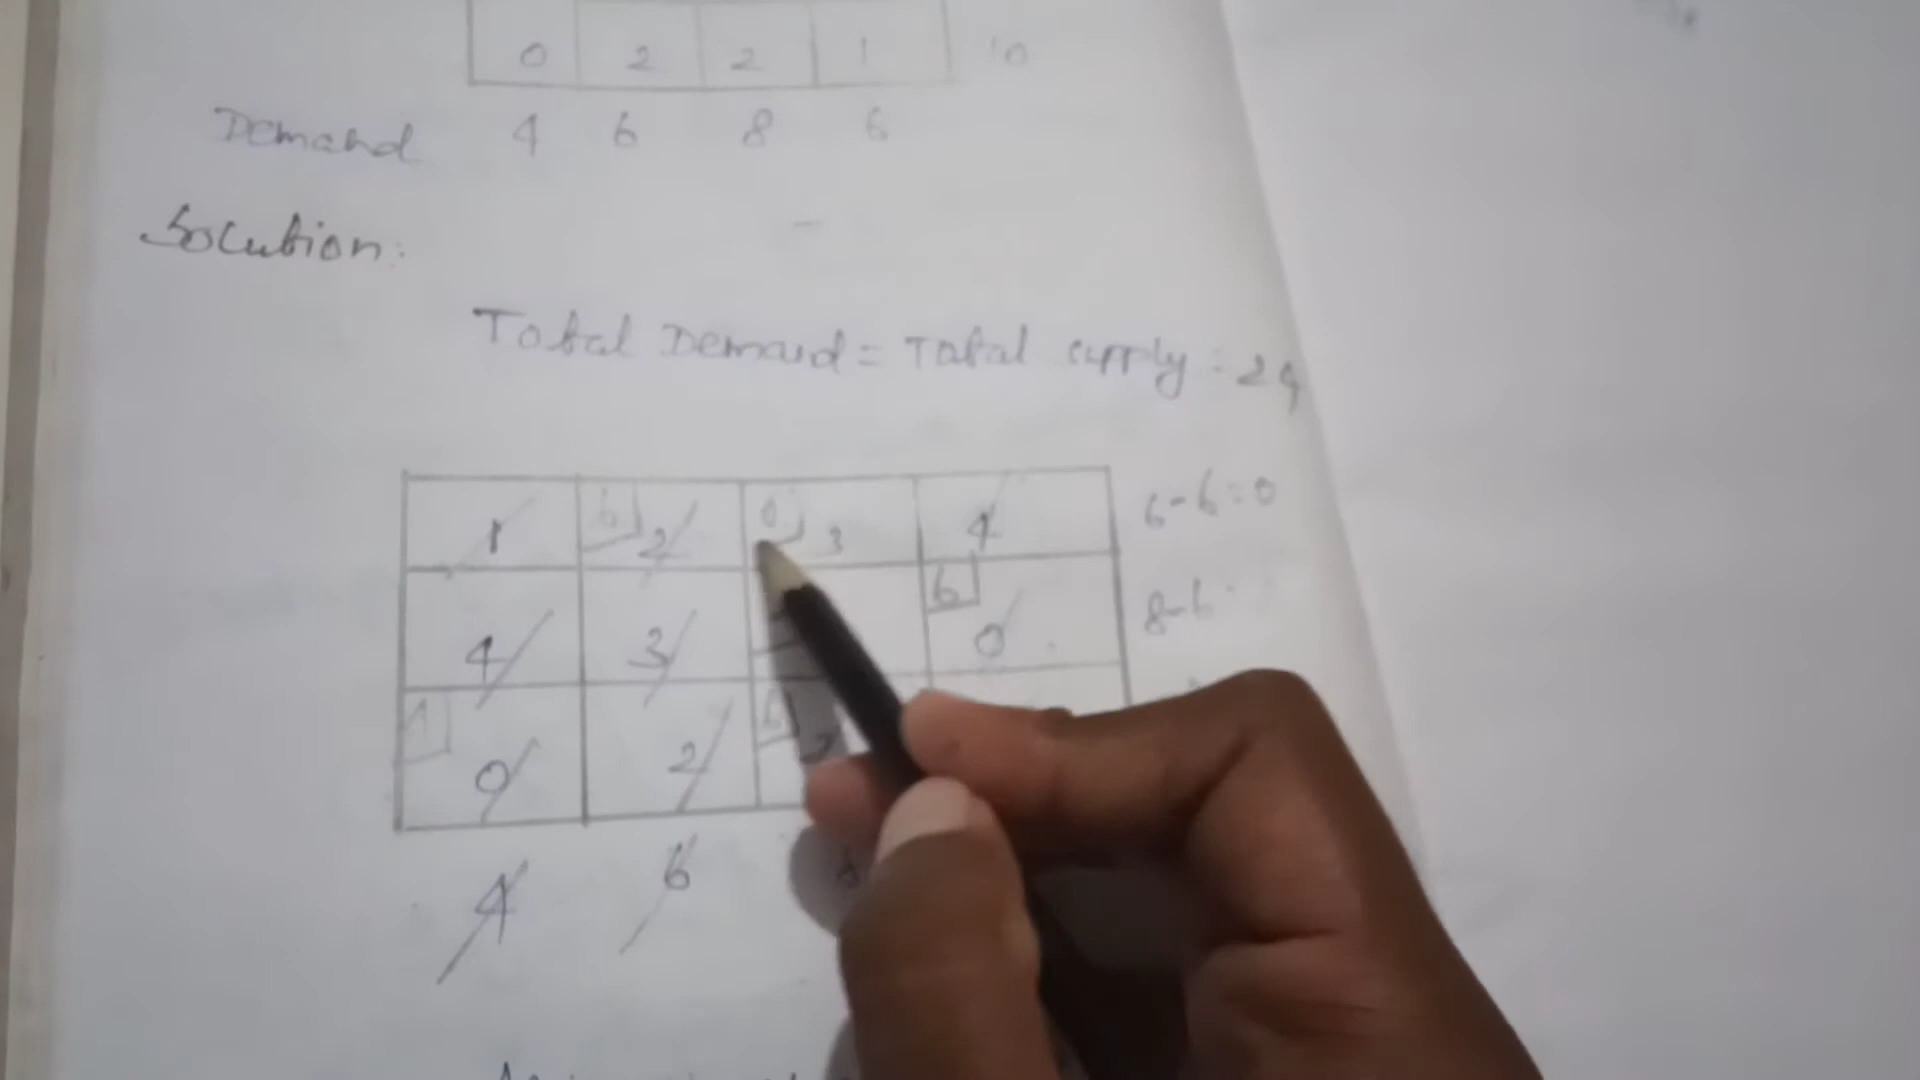 0 2 2 1 10
Demand 4 6 8 6
Solution:
Total Demand = Total supply = 24
1 6 2 0 3 4 6-6=0
4 3 6 0 8-6
4 0 2 6 2
4 6